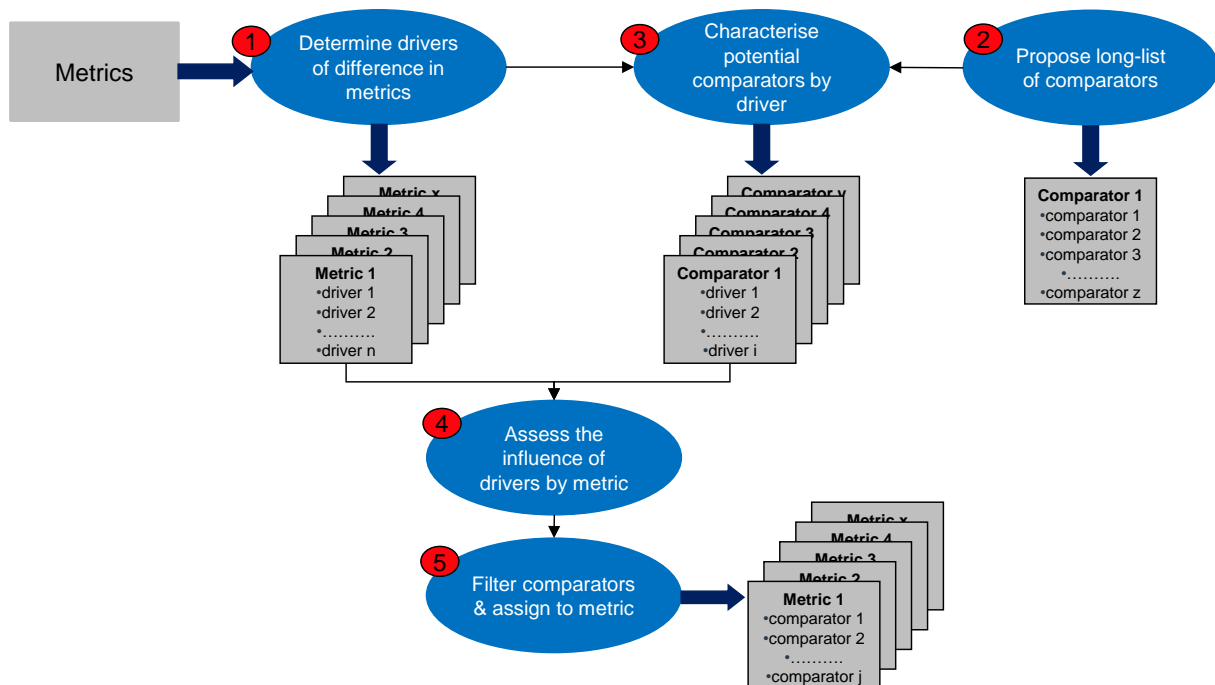 Metrics
1
Determine drivers
of difference in
metrics
3
Characterise
potential
comparators by
driver
2
Propose long-list
of comparators
Metric x
Metric 4
Metric 3
Metric 2
Metric 1
•driver 1
•driver 2
•……….
•driver n
Comparator y
Comparator 4
Comparator 3
Comparator 2
Comparator 1
•driver 1
•driver 2
•……….
•driver i
Comparator 1
•comparator 1
•comparator 2
•comparator 3
•……….
•comparator z
4
Assess the
influence of
drivers by metric
5
Filter comparators
& assign to metric
Metric x
Metric 4
Metric 3
Metric 2
Metric 1
•comparator 1
•comparator 2
•……….
•comparator j